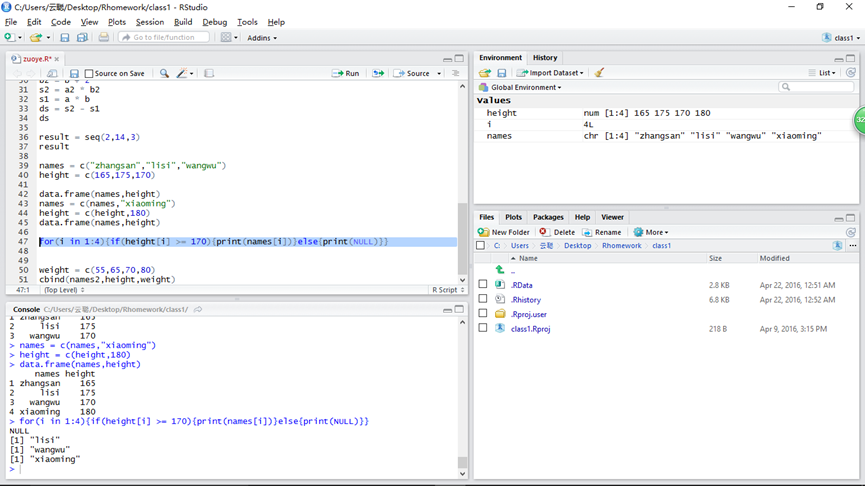 C:/Users/云聪/Desktop/Rhomework/class1 - RStudio
File Edit Code View Plots Session Build Debug Tools Help
Go to file/function
Addins
class1
zuoye.R*
Source on Save
Run
Source
31 s2 = a2 * b2
32 s1 = a * b
33 ds = s2 - s1
34 ds
35
36 result = seq(2,14,3)
37 result
38
39 names = c("zhangsan","lisi","wangwu")
40 height = c(165,175,170)
41
42 data.frame(names,height)
43 names = c(names,"xiaoming")
44 height = c(height,180)
45 data.frame(names,height)
46
47 for(i in 1:4){if(height[i] >= 170){print(names[i])}else{print(NULL)}}
48
49
50 weight = c(55,65,70,80)
51 cbind(names2,height,weight)
47:1 (Top Level) R Script
Console C:/Users/云聪/Desktop/Rhomework/class1/
1 zhangsan 165
2 lisi 175
3 wangwu 170
> names = c(names,"xiaoming")
> height = c(height,180)
> data.frame(names,height)
names height
1 zhangsan 165
2 lisi 175
3 wangwu 170
4 xiaoming 180
> for(i in 1:4){if(height[i] >= 170){print(names[i])}else{print(NULL)}}
NULL
[1] "lisi"
[1] "wangwu"
[1] "xiaoming"
>
Environment History
Import Dataset
List
Global Environment
Values
height num [1:4] 165 175 170 180
i 4L
names chr [1:4] "zhangsan" "lisi" "wangwu" "xiaoming"
32
Files Plots Packages Help Viewer
New Folder Delete Rename More
C: Users 云聪 Desktop Rhomework class1
Name Size Modified
..
.RData 2.8 KB Apr 22, 2016, 12:51 AM
.Rhistory 6.8 KB Apr 22, 2016, 12:52 AM
.Rproj.user
class1.Rproj 218 B Apr 9, 2016, 3:15 PM